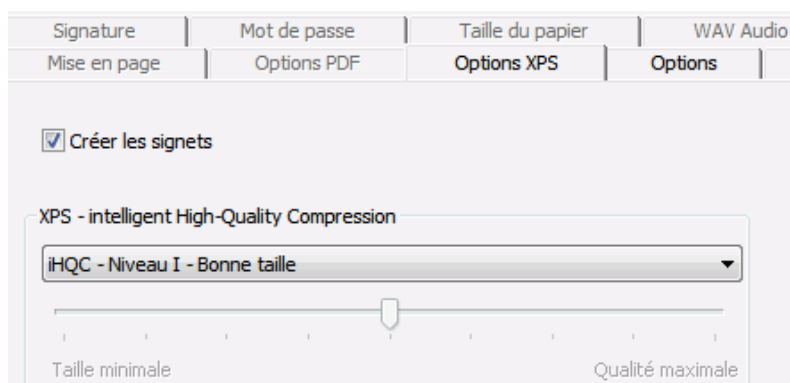 Signature Mot de passe Taille du papier WAV Audio
Mise en page Options PDF Options XPS Options
Créer les signets
XPS - intelligent High-Quality Compression
iHQC - Niveau I - Bonne taille
Taille minimale Qualité maximale